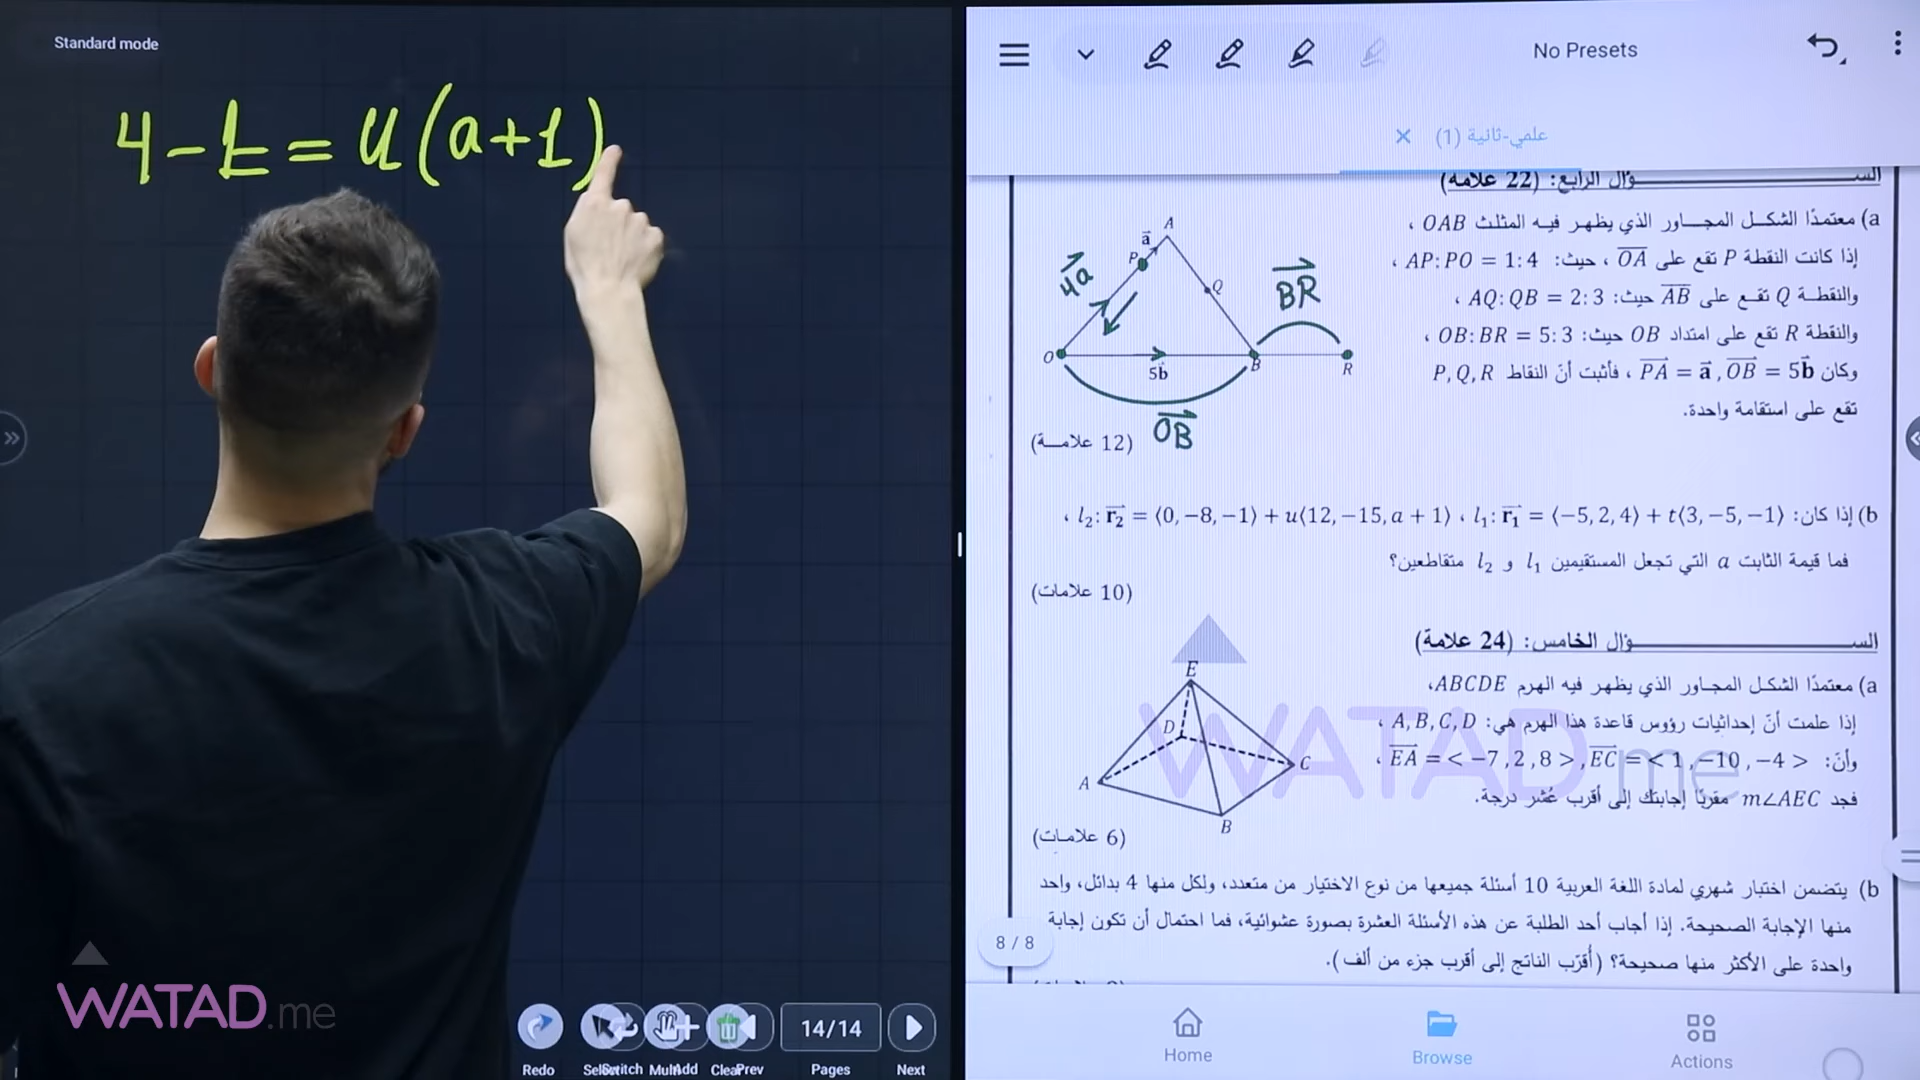 Standard mode
4 - t = u(a+1)
No Presets
علمي-ثانية (1) ×
الســـــــؤال الرابع: (22 علامة)
a) معتمدًا الشكل المجاور الذي يظهر فيه المثلث OAB ،
إذا كانت النقطة P تقع على OA ، حيث: AP:PO = 1:4 ،
والنقطة Q تقع على AB حيث: AQ:QB = 2:3 ،
والنقطة R تقع على امتداد OB حيث: OB:BR = 5:3 ،
وكان PA = a , OB = 5b ، فأثبت أنّ النقاط P, Q, R
تقع على استقامة واحدة.
(12 علامة)
A
a
P
4a
Q
BR
O
5b
B
R
OB
b) إذا كان: l₁: r₁ = ⟨−5, 2, 4⟩ + t⟨3, −5, −1⟩ ، l₂: r₂ = ⟨0, −8, −1⟩ + u⟨12, −15, a + 1⟩ ،
فما قيمة الثابت a التي تجعل المستقيمين l₁ و l₂ متقاطعين؟
(10 علامات)
الســـــــؤال الخامس: (24 علامة)
a) معتمدًا الشكل المجاور الذي يظهر فيه الهرم ABCDE،
إذا علمت أنّ إحداثيات رؤوس قاعدة هذا الهرم هي: A, B, C, D ،
وأنّ: EA = < −7 , 2 , 8 > , EC = < 1 , −10 , −4 > ،
فجد m∠AEC مقربًا إجابتك إلى أقرب عُشر درجة.
(6 علامات)
E
D
A
C
B
b) يتضمن اختبار شهري لمادة اللغة العربية 10 أسئلة جميعها من نوع الاختيار من متعدد، ولكل منها 4 بدائل، واحد
منها الإجابة الصحيحة. إذا أجاب أحد الطلبة عن هذه الأسئلة العشرة بصورة عشوائية، فما احتمال أن تكون إجابة
واحدة على الأكثر منها صحيحة؟ (أُقرّب الناتج إلى أقرب جزء من ألف).
8 / 8
WATAD.me
WATAD.me
14/14
Redo
Switch
Add
Clear
Prev
Pages
Next
Home
Browse
Actions